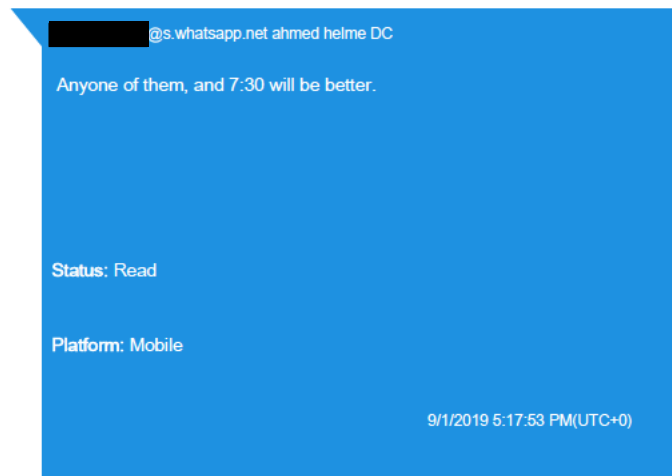 @s.whatsapp.net ahmed helme DC
Anyone of them, and 7:30 will be better.
Status: Read
Platform: Mobile
9/1/2019 5:17:53 PM(UTC+0)